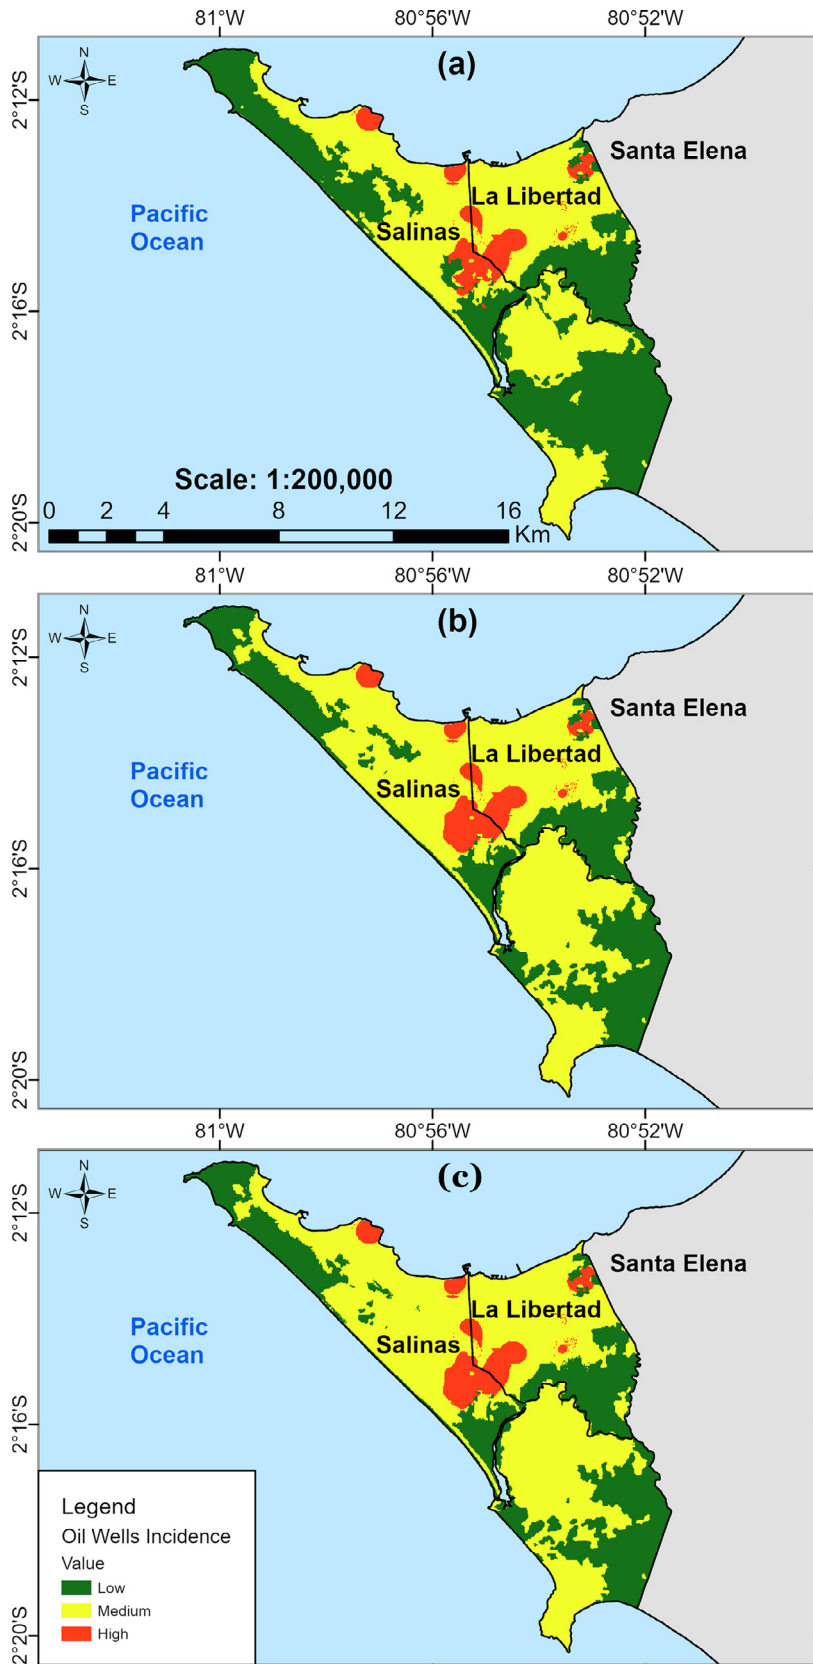 81°W 80°56'W 80°52'W
(a)
N
W E
S
2°12'S
Santa Elena
La Libertad
Pacific
Ocean
Salinas
2°16'S
Scale: 1:200,000
0 2 4 8 12 16
Km
2°20'S
81°W 80°56'W 80°52'W
(b)
N
W E
S
2°12'S
Santa Elena
La Libertad
Pacific
Ocean
Salinas
2°16'S
2°20'S
81°W 80°56'W 80°52'W
(c)
N
W E
S
2°12'S
Santa Elena
La Libertad
Pacific
Ocean
Salinas
2°16'S
Legend
Oil Wells Incidence
Value
Low
Medium
High
2°20'S